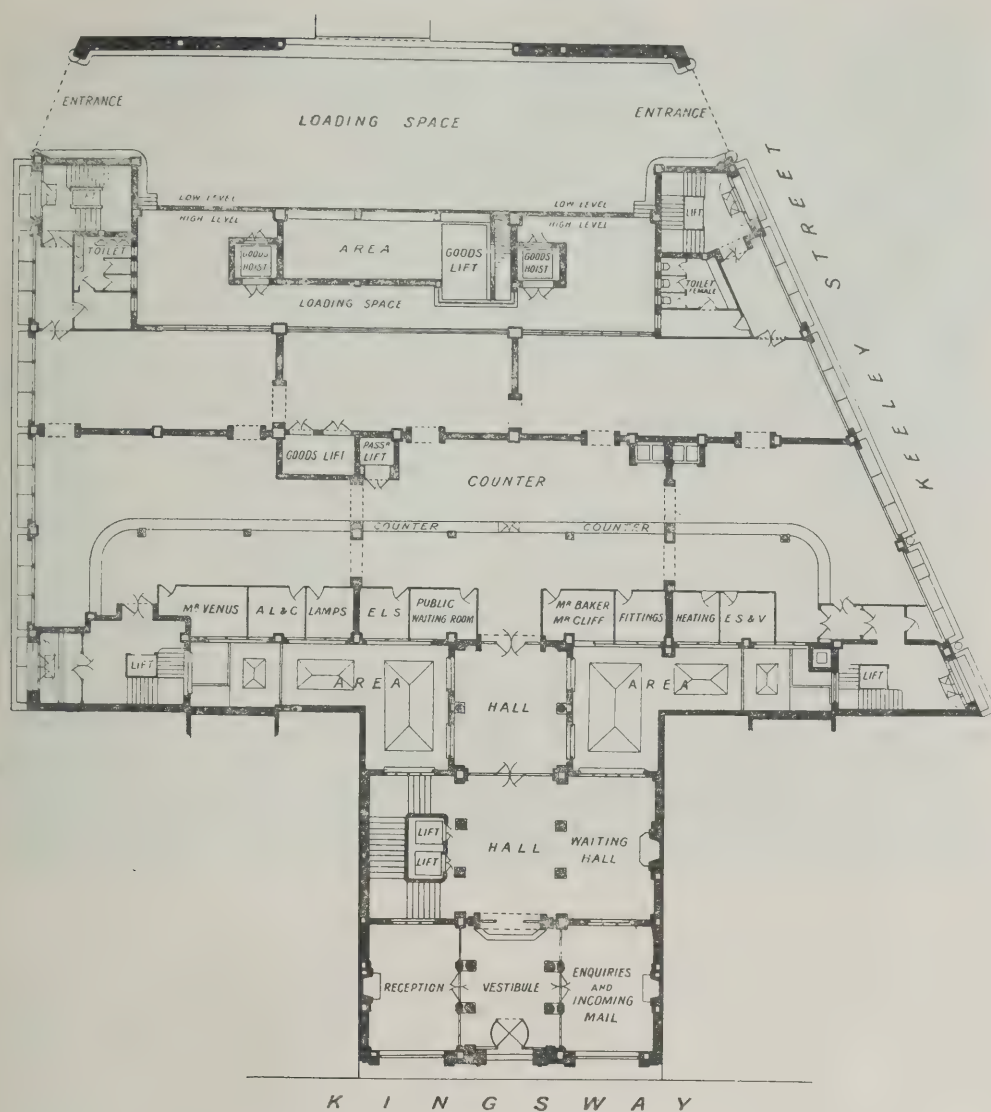 ENTRANCE
LOADING SPACE
ENTRANCE
KEELEY STREET
LOW LEVEL
HIGH LEVEL
LOW LEVEL
HIGH LEVEL
LIFT
TOILET
GOODS
HOIST
AREA
GOODS
LIFT
GOODS
HOIST
TOILET
FEMALE
LOADING SPACE
GOODS LIFT
PASSR
LIFT
COUNTER
COUNTER
COUNTER
MR VENUS
A L & C
LAMPS
E L S
PUBLIC
WAITING ROOM
MR BAKER
MR CLIFF
FITTINGS
HEATING
E S & V
LIFT
AREA
HALL
AREA
LIFT
LIFT
LIFT
HALL
WAITING
HALL
RECEPTION
VESTIBULE
ENQUIRIES
AND
INCOMING
MAIL
KINGSWAY